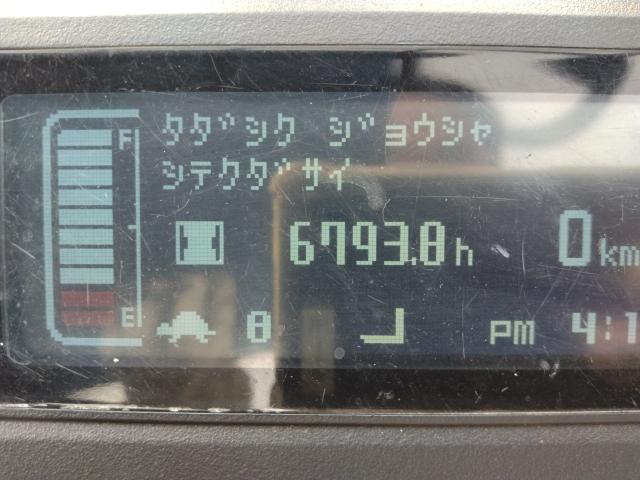 タダシク ジョウシャ
シテクダサイ
F
6793.8h
0km
E
8
PM 4:1